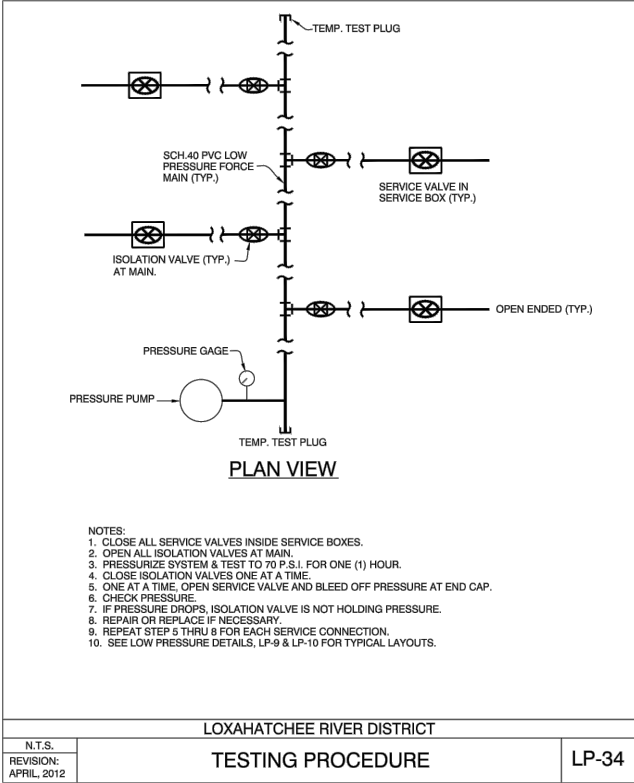 TEMP. TEST PLUG
SCH.40 PVC LOW
PRESSURE FORCE
MAIN (TYP.)
SERVICE VALVE IN
SERVICE BOX (TYP.)
ISOLATION VALVE (TYP.)
AT MAIN.
OPEN ENDED (TYP.)
PRESSURE GAGE
PRESSURE PUMP
TEMP. TEST PLUG
PLAN VIEW
NOTES:
1. CLOSE ALL SERVICE VALVES INSIDE SERVICE BOXES.
2. OPEN ALL ISOLATION VALVES AT MAIN.
3. PRESSURIZE SYSTEM & TEST TO 70 P.S.I. FOR ONE (1) HOUR.
4. CLOSE ISOLATION VALVES ONE AT A TIME.
5. ONE AT A TIME, OPEN SERVICE VALVE AND BLEED OFF PRESSURE AT END CAP.
6. CHECK PRESSURE.
7. IF PRESSURE DROPS, ISOLATION VALVE IS NOT HOLDING PRESSURE.
8. REPAIR OR REPLACE IF NECESSARY.
9. REPEAT STEP 5 THRU 8 FOR EACH SERVICE CONNECTION.
10. SEE LOW PRESSURE DETAILS, LP-9 & LP-10 FOR TYPICAL LAYOUTS.
LOXAHATCHEE RIVER DISTRICT
N.T.S.
REVISION:
APRIL, 2012
TESTING PROCEDURE
LP-34